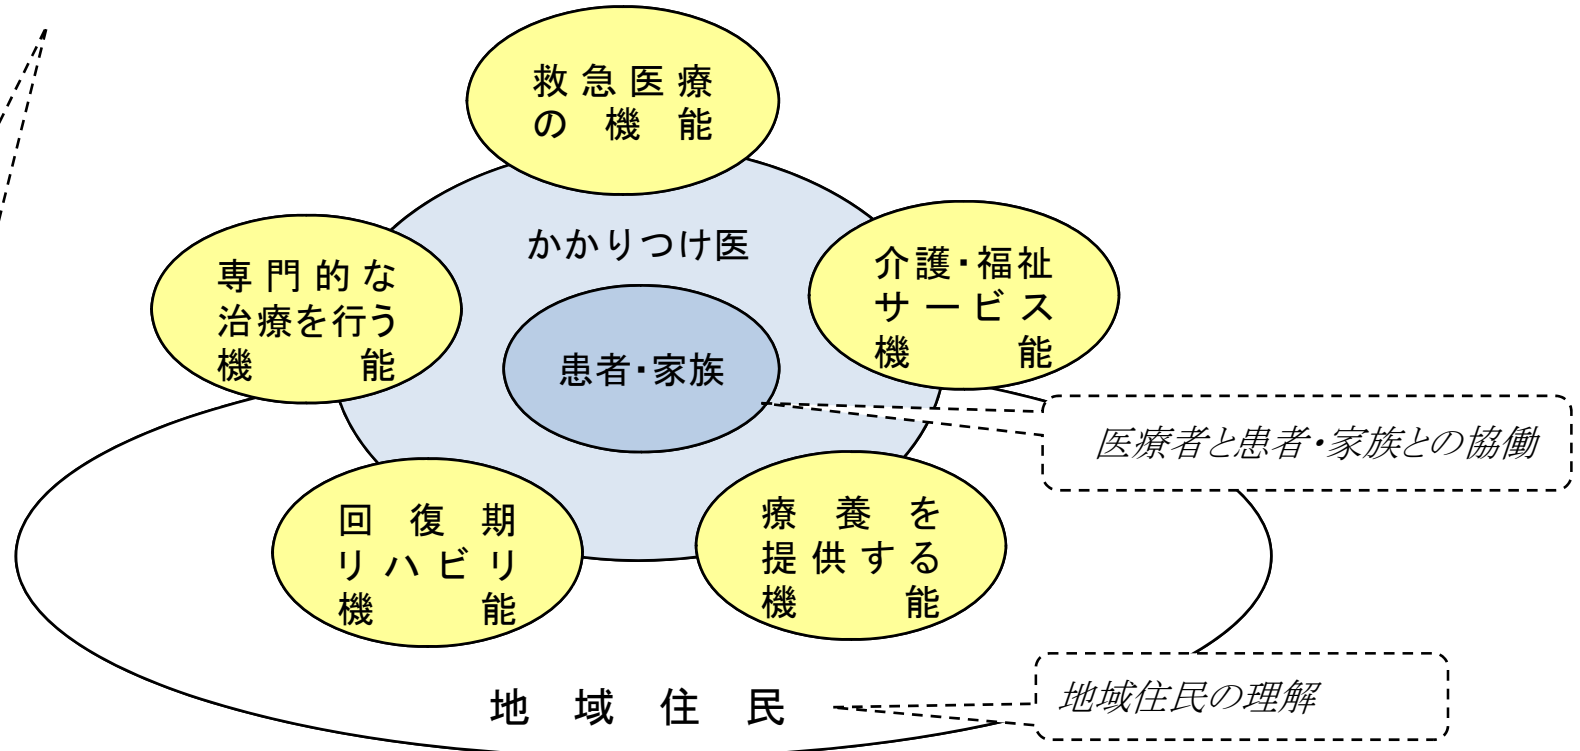 救急医療
の機能
かかりつけ医
専門的な
治療を行う
機能
介護・福祉
サービス
機能
患者・家族
医療者と患者・家族との協働
回復期
リハビリ
機能
療養を
提供する
機能
地域住民
地域住民の理解